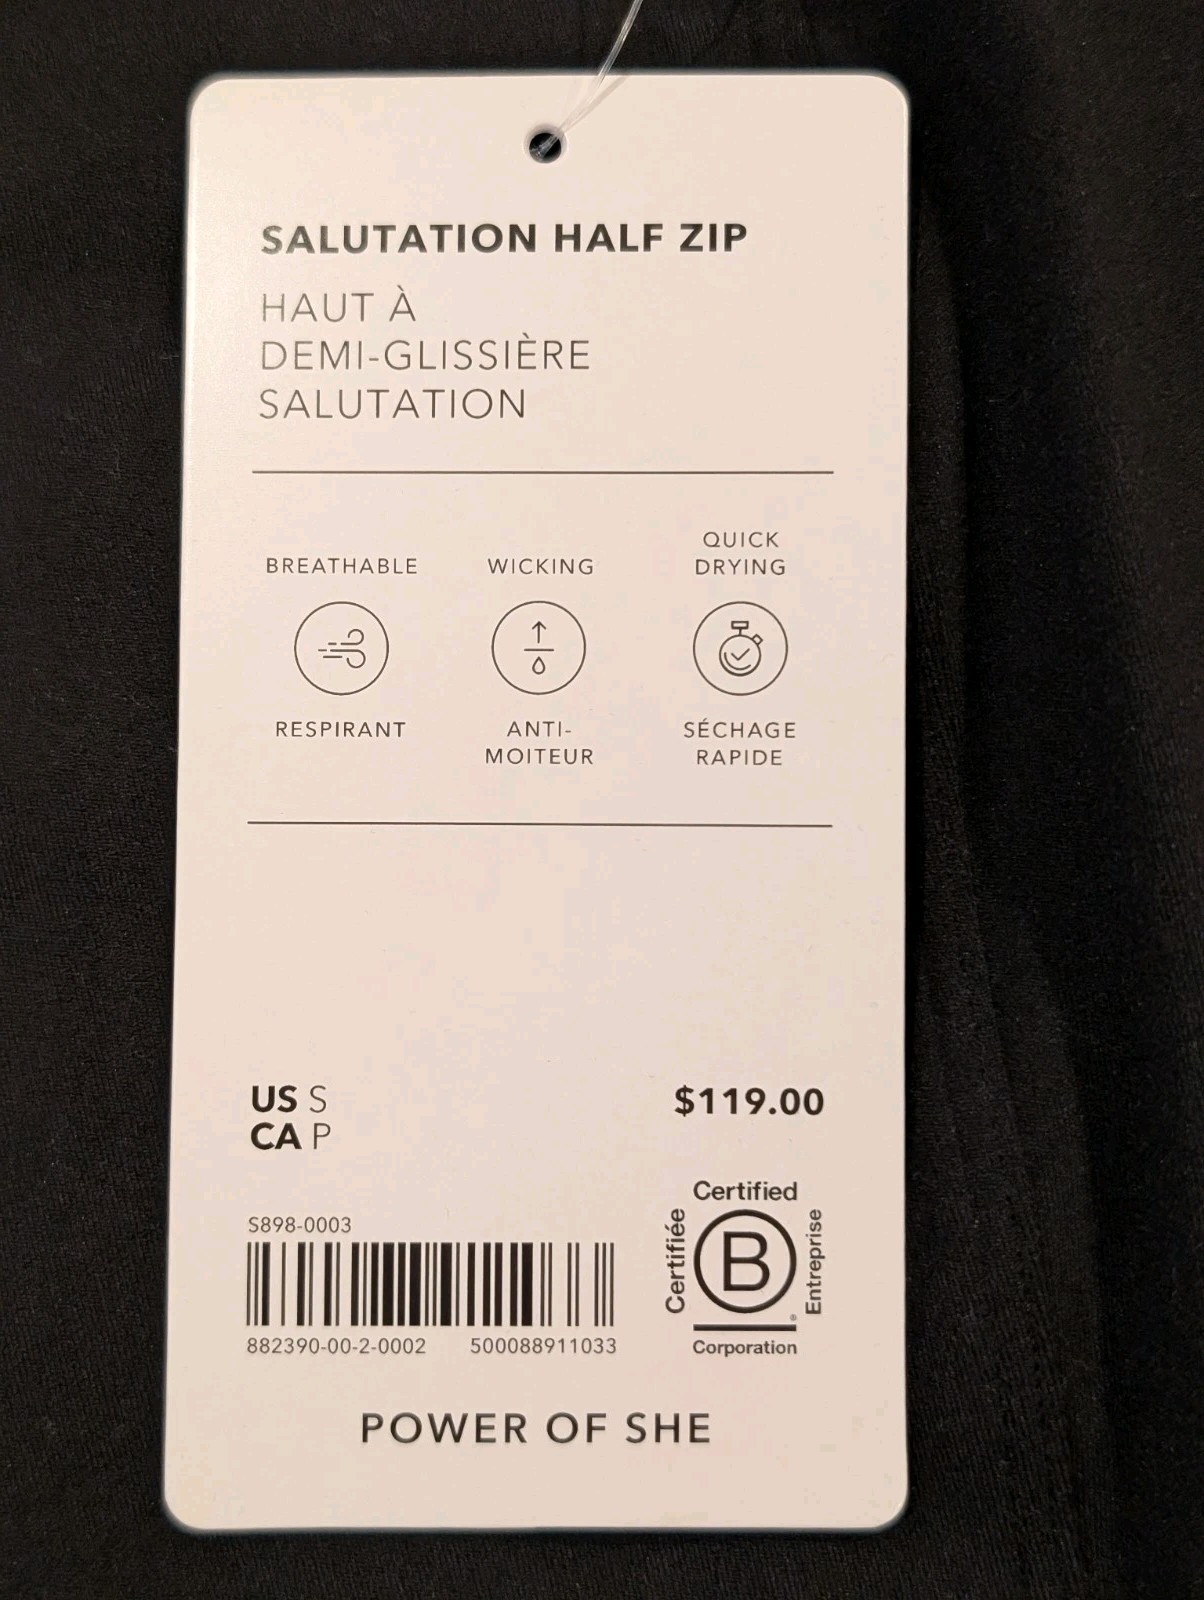 SALUTATION HALF ZIP
HAUT À
DEMI-GLISSIÈRE
SALUTATION
BREATHABLE
WICKING
QUICK
DRYING
RESPIRANT
ANTI-
MOITEUR
SÉCHAGE
RAPIDE
US S
CA P
$119.00
S898-0003
882390-00-2-0002 500088911033
Certified
Certifiée
B
Entreprise
®
Corporation
POWER OF SHE